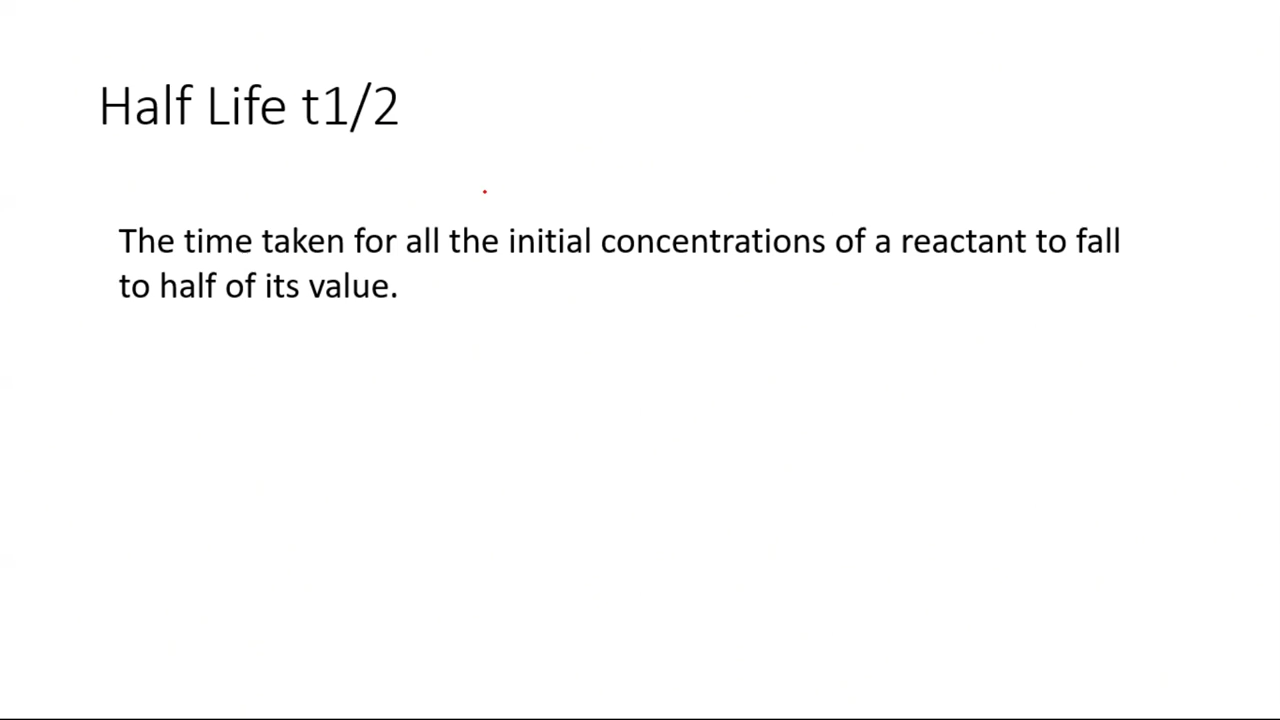 Half Life t1/2
The time taken for all the initial concentrations of a reactant to fall
to half of its value.